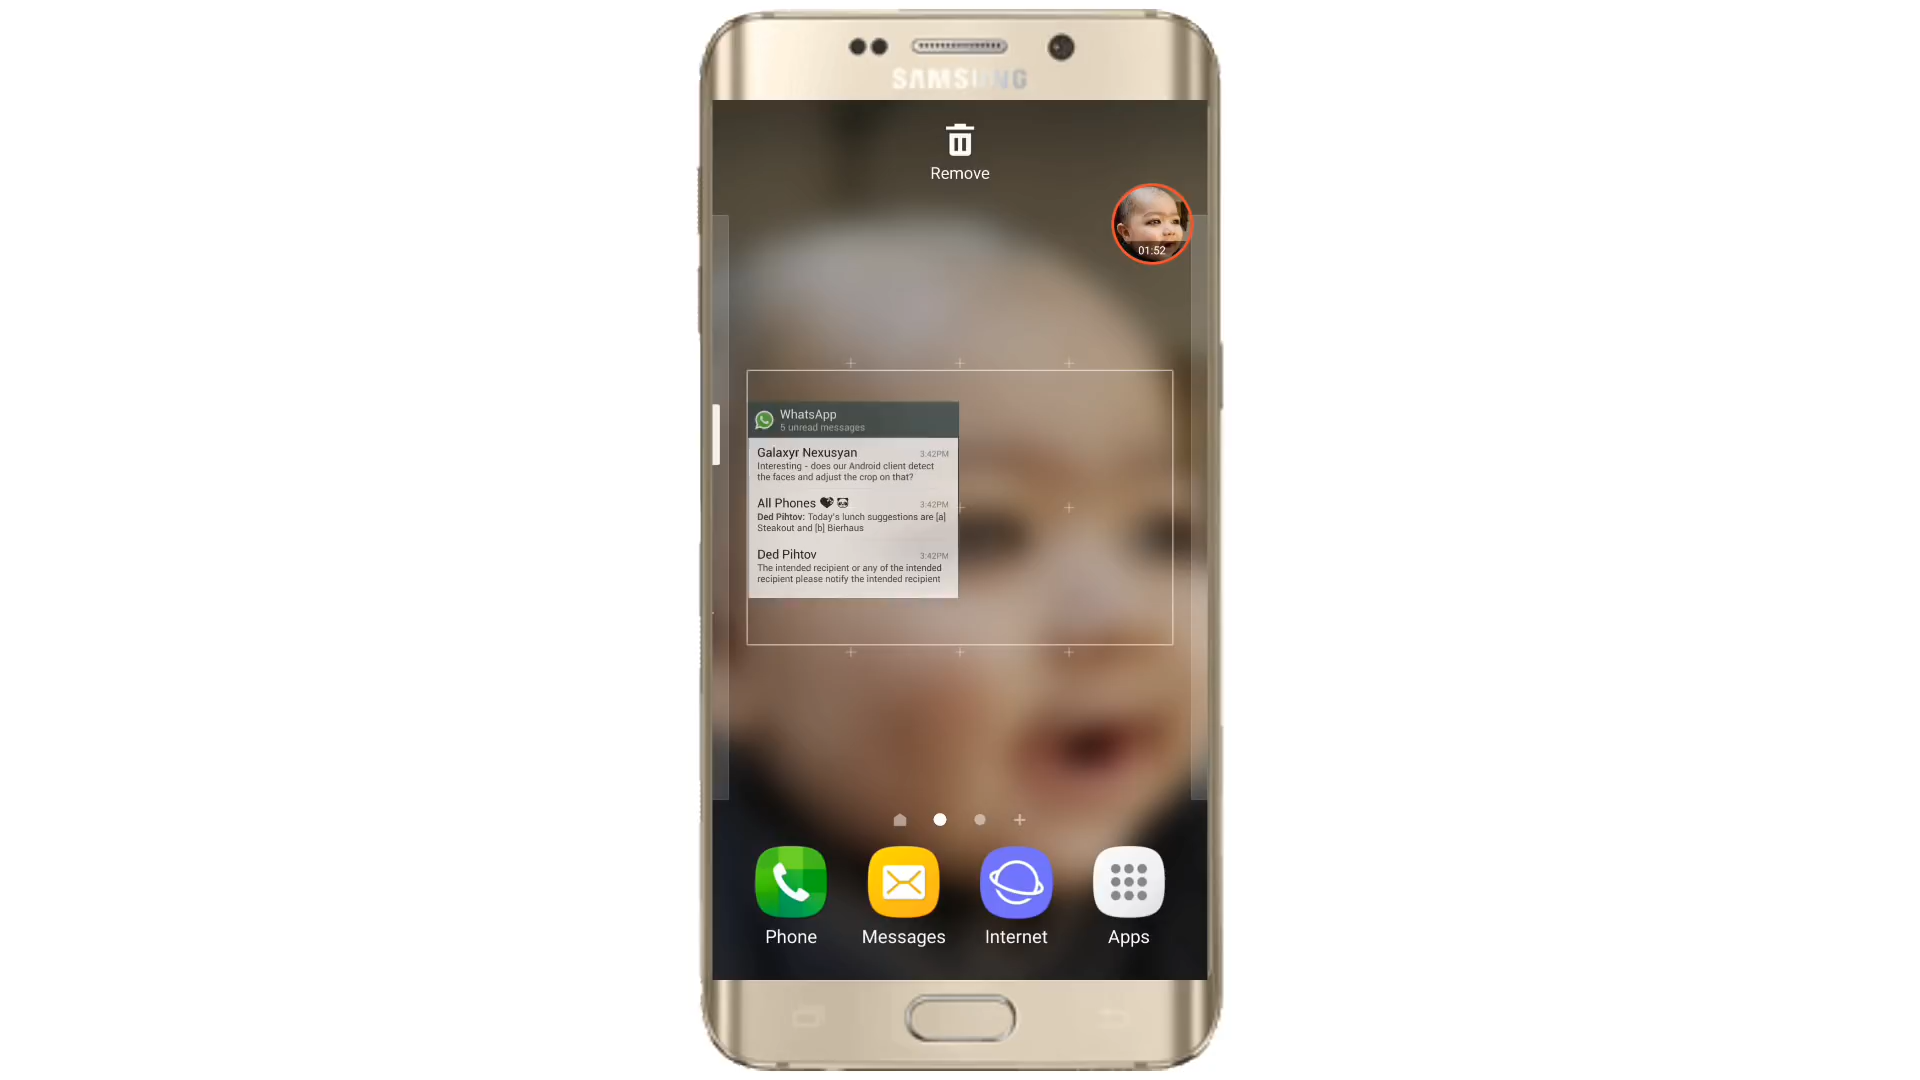 SAMSUNG
Remove
01:52
WhatsApp
5 unread messages
Galaxyr Nexusyan 3:42PM
Interesting - does our Android client detect
the faces and adjust the crop on that?
All Phones 3:42PM
Ded Pihtov: Today's lunch suggestions are [a]
Steakout and [b] Bierhaus
Ded Pihtov 3:42PM
The intended recipient or any of the intended
recipient please notify the intended recipient
Phone Messages Internet Apps